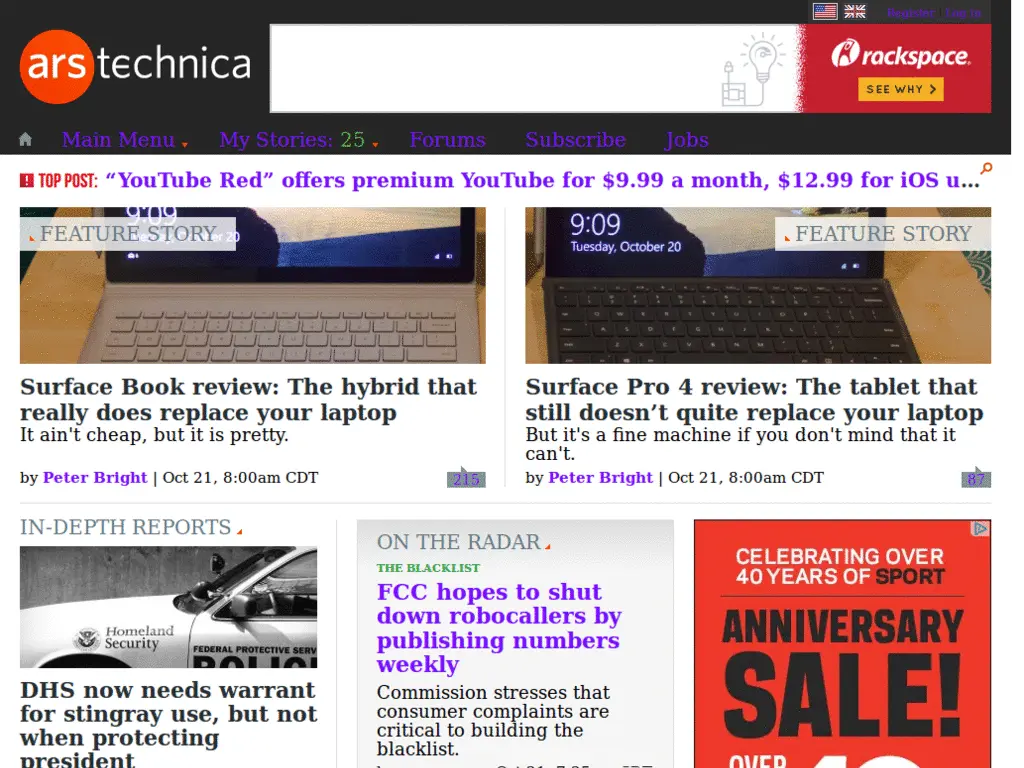 Register | Log in
ars technica
rackspace
SEE WHY >
Main Menu
My Stories: 25
Forums
Subscribe
Jobs
TOP POST: “YouTube Red” offers premium YouTube for $9.99 a month, $12.99 for iOS u...
9:09
FEATURE STORY
9:09
Tuesday, October 20
FEATURE STORY
Surface Book review: The hybrid that
really does replace your laptop
It ain't cheap, but it is pretty.
by Peter Bright | Oct 21, 8:00am CDT
215
Surface Pro 4 review: The tablet that
still doesn’t quite replace your laptop
But it's a fine machine if you don't mind that it
can't.
by Peter Bright | Oct 21, 8:00am CDT
87
IN-DEPTH REPORTS
Homeland
Security
FEDERAL PROTECTIVE SERV
POLIC
DHS now needs warrant
for stingray use, but not
when protecting
president
ON THE RADAR
THE BLACKLIST
FCC hopes to shut
down robocallers by
publishing numbers
weekly
Commission stresses that
consumer complaints are
critical to building the
blacklist.
CELEBRATING OVER
40 YEARS OF SPORT
ANNIVERSARY
SALE!
OVER